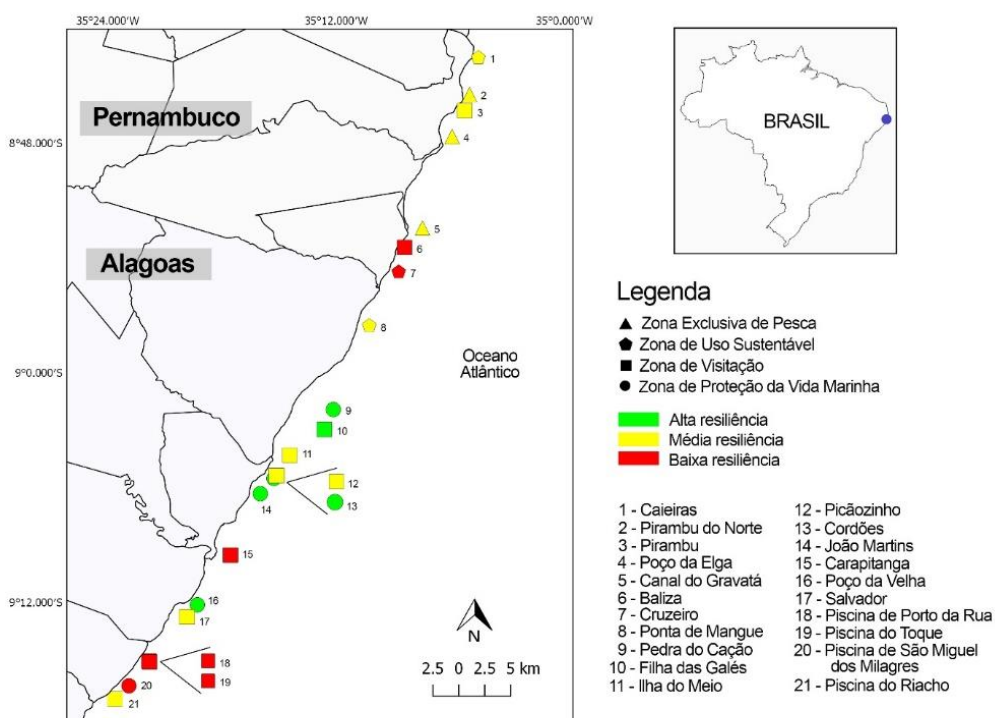 35°24.000'W
35°12.000'W
35°0.000'W
8°48.000'S
9°0.000'S
9°12.000'S
Pernambuco
Alagoas
Oceano
Atlântico
1
2
3
4
5
6
7
8
9
10
11
12
13
14
15
16
17
18
19
20
21
N
2.5 0 5 km
BRASIL
Legenda
Zona Exclusiva de Pesca
Zona de Uso Sustentável
Zona de Visitação
Zona de Proteção da Vida Marinha
Alta resiliência
Média resiliência
Baixa resiliência
1 - Caieiras
2 - Pirambu do Norte
3 - Pirambu
4 - Poço da Elga
5 - Canal do Gravatá
6 - Baliza
7 - Cruzeiro
8 - Ponta de Mangue
9 - Pedra do Cação
10 - Filha das Galés
11 - Ilha do Meio
12 - Picãozinho
13 - Cordões
14 - João Martins
15 - Carapitanga
16 - Poço da Velha
17 - Salvador
18 - Piscina de Porto da Rua
19 - Piscina do Toque
20 - Piscina de São Miguel
dos Milagres
21 - Piscina do Riacho